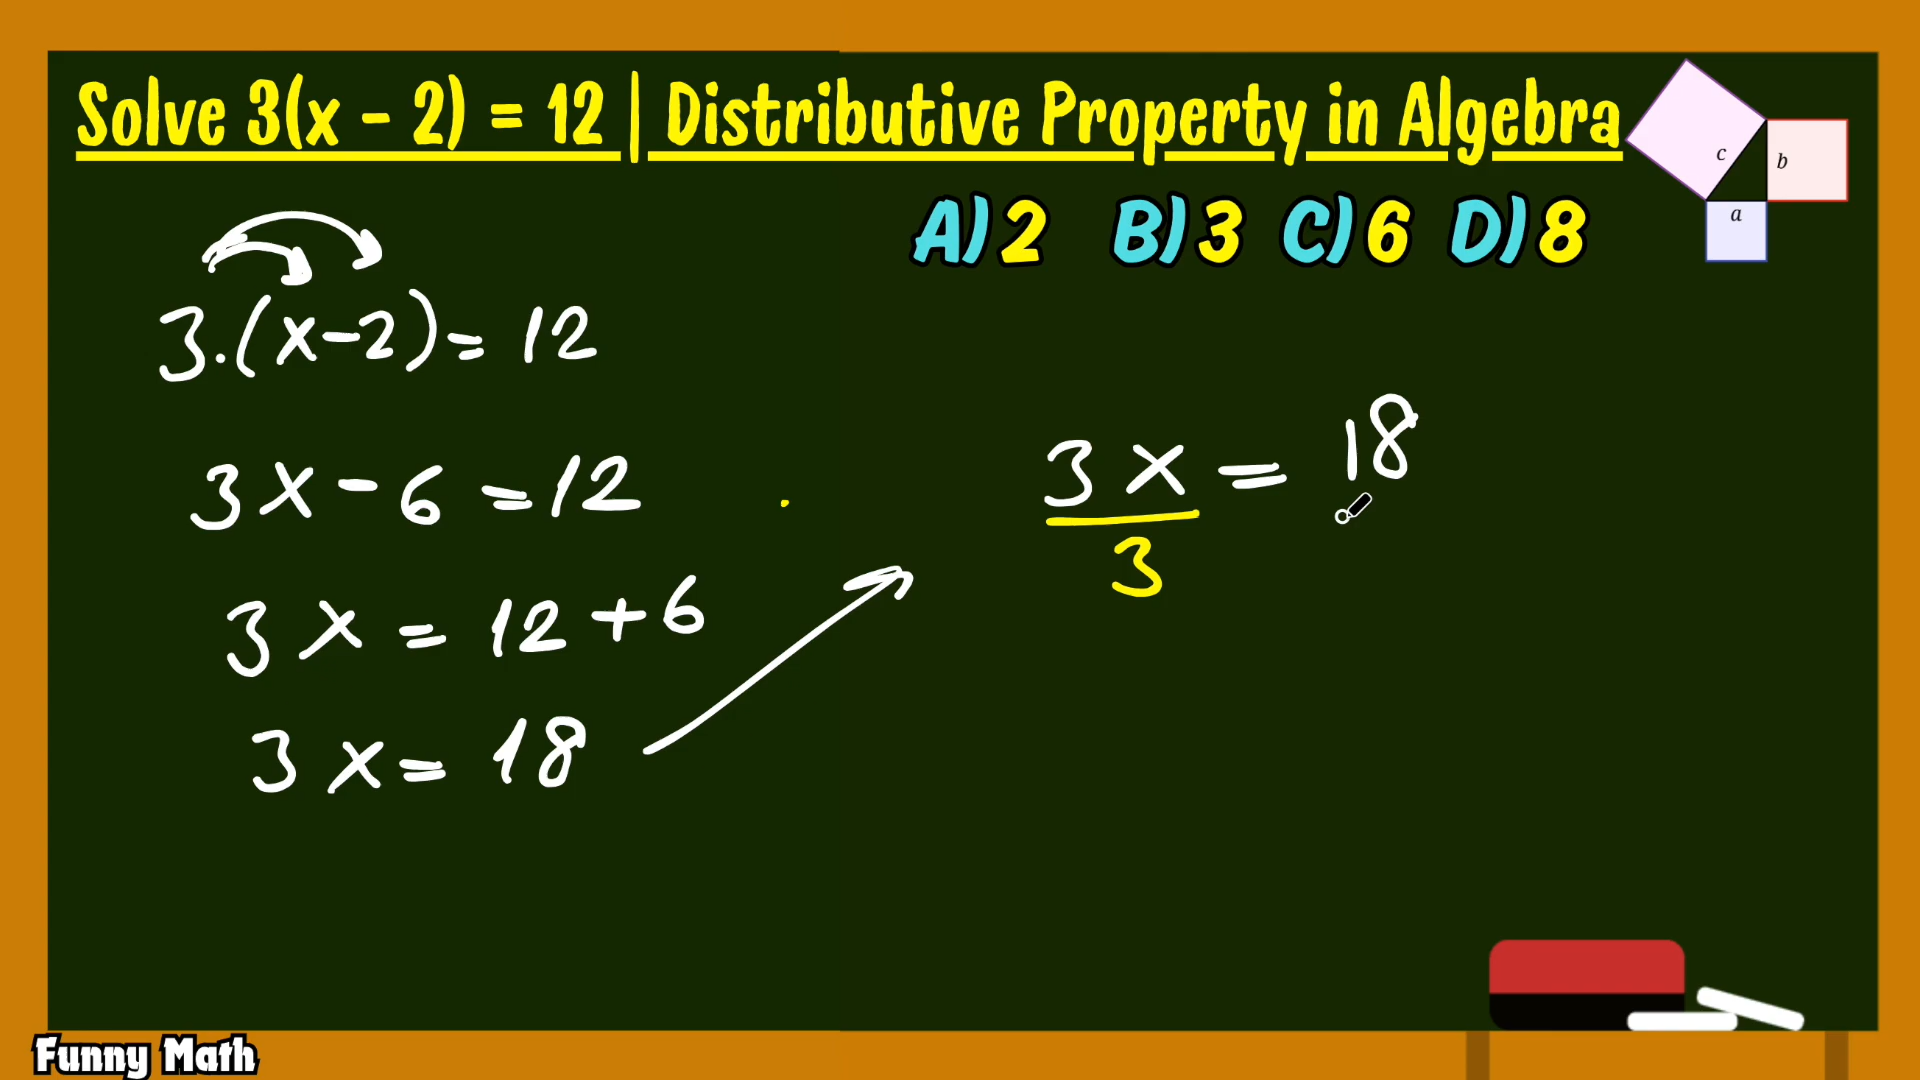 Solve 3(x - 2) = 12 | Distributive Property in Algebra
A) 2 B) 3 C) 6 D) 8
c
b
a
3.(x-2)= 12
3x - 6 = 12
3x = 12 + 6
3x = 18
3x = 18
3
Funny Math